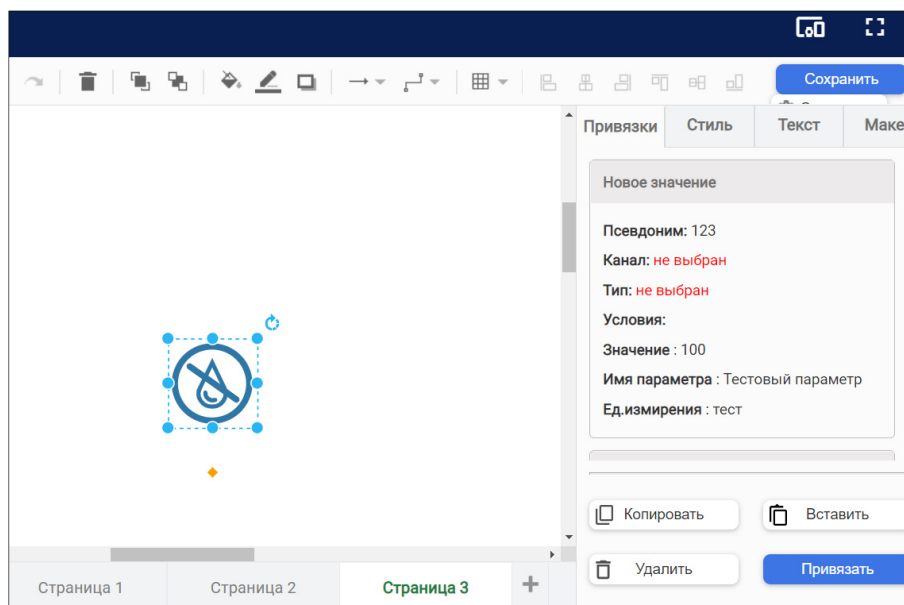 Сохранить
Привязки
Стиль
Текст
Маке
Новое значение
Псевдоним: 123
Канал: не выбран
Тип: не выбран
Условия:
Значение : 100
Имя параметра : Тестовый параметр
Ед.измирения : тест
Копировать
Вставить
Удалить
Привязать
Страница 1
Страница 2
Страница 3